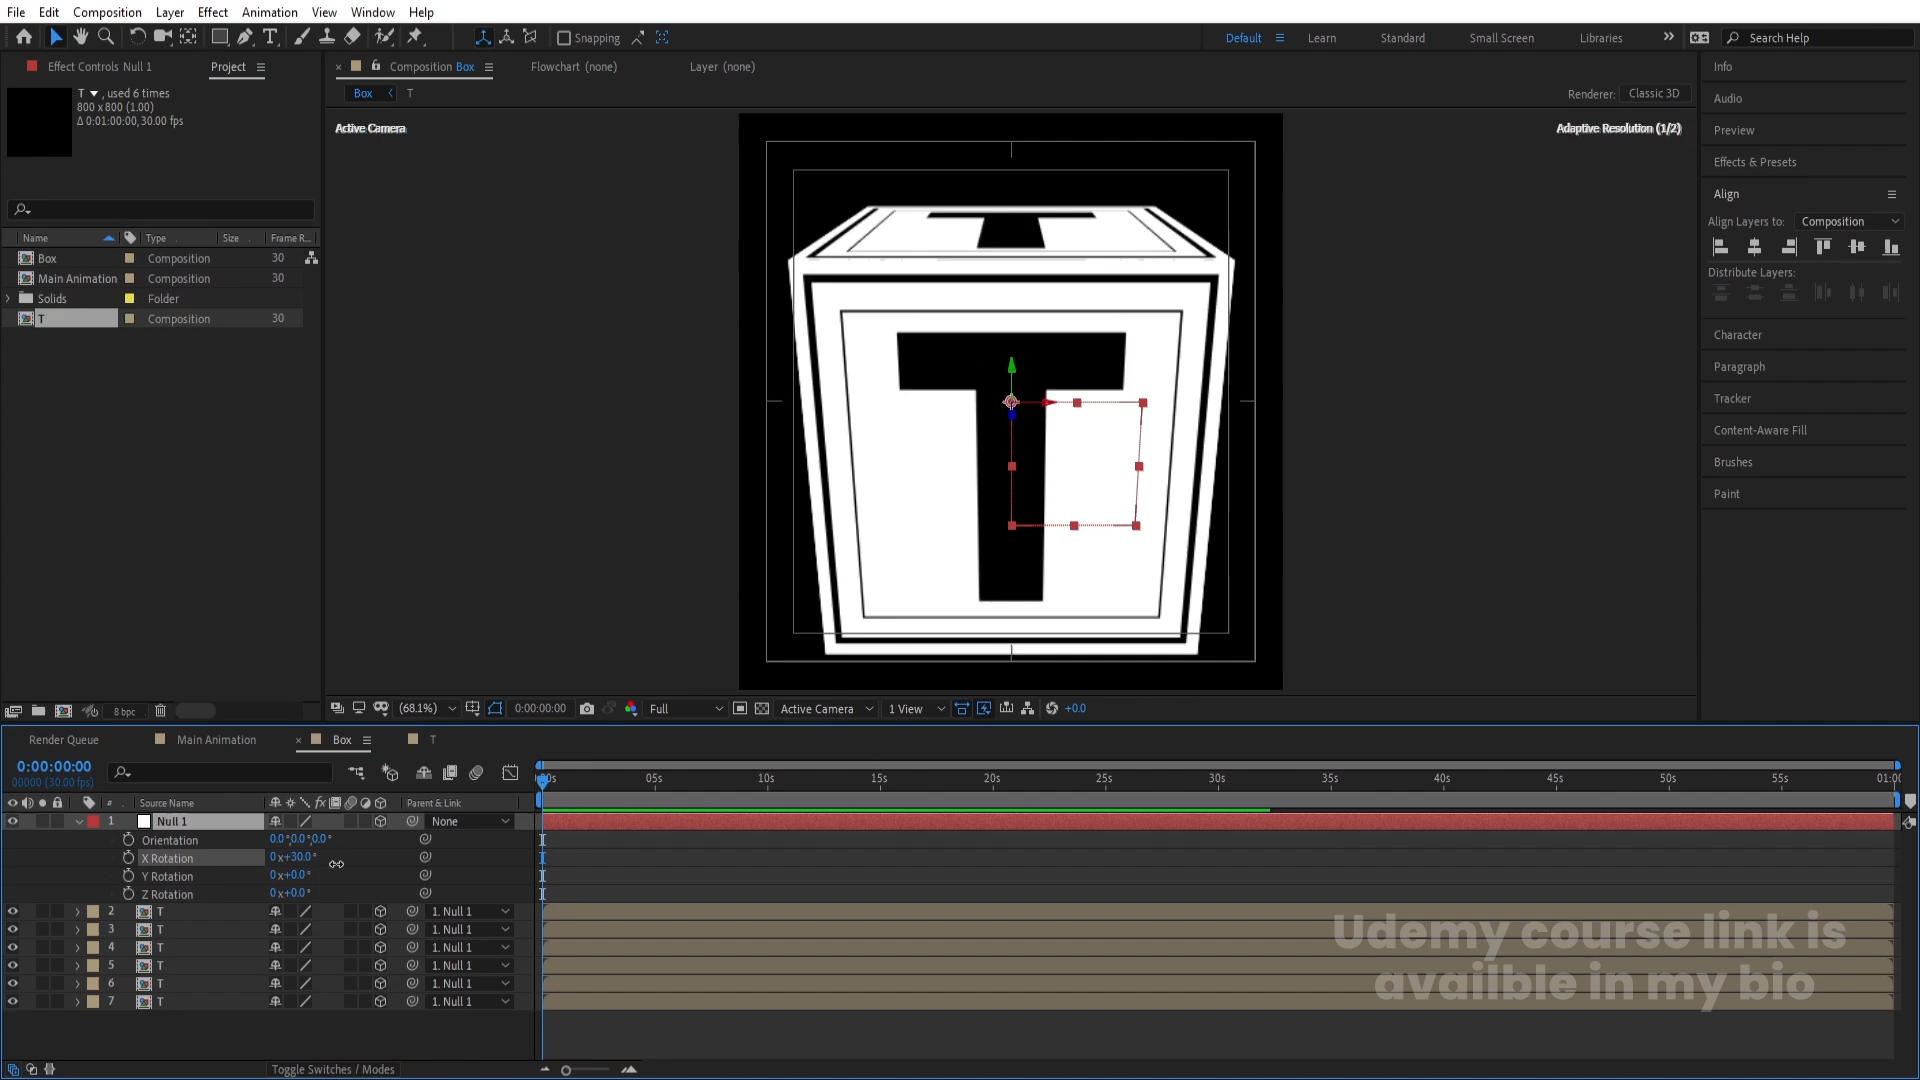 File Edit Composition Layer Effect Animation View Window Help
Snapping
Default Learn Standard Small Screen Libraries Search Help
Effect Controls Null 1 Project
T , used 6 times
800 x 800 (1.00)
Δ 0:01:00:00, 30.00 fps
Name Type Size Frame R...
Box Composition 30
Main Animation Composition 30
Solids Folder
T Composition 30
8 bpc
Composition Box Flowchart (none) Layer (none)
Box T
Renderer: Classic 3D
Active Camera Adaptive Resolution (1/2)
T
T
(68.1%) 0:00:00:00 Full Active Camera 1 View +0.0
Info
Audio
Preview
Effects & Presets
Align
Align Layers to: Composition
Distribute Layers:
Character
Paragraph
Tracker
Content-Aware Fill
Brushes
Paint
Render Queue Main Animation Box T
0:00:00:00
00000 (30.00 fps)
00s 05s 10s 15s 20s 25s 30s 35s 40s 45s 50s 55s 01:00
# Source Name fx Parent & Link
1 Null 1 None
Orientation 0.0°,0.0°,0.0°
X Rotation 0x+30.0°
Y Rotation 0x+0.0°
Z Rotation 0x+0.0°
2 T 1. Null 1
3 T 1. Null 1
4 T 1. Null 1
5 T 1. Null 1
6 T 1. Null 1
7 T 1. Null 1
Udemy course link is
availble in my bio
Toggle Switches / Modes